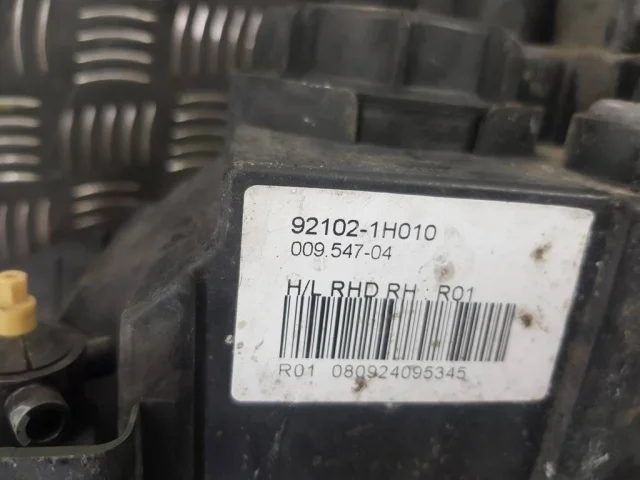 92102-1H010
009.547-04
H/L RHD RH . R01
R01 080924095345